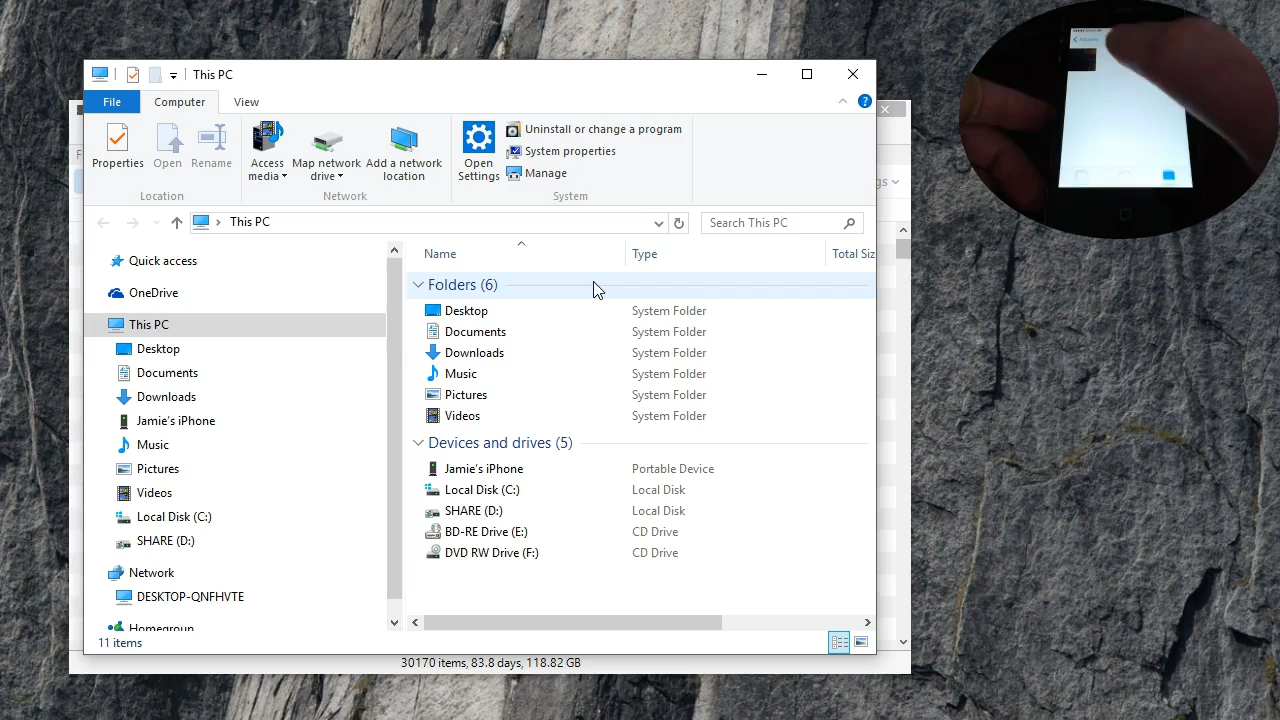 This PC
File
Computer
View
Properties
Open
Rename
Access media
Map network drive
Add a network location
Open Settings
Uninstall or change a program
System properties
Manage
Location
Network
System
This PC
Search This PC
Quick access
OneDrive
This PC
Desktop
Documents
Downloads
Jamie's iPhone
Music
Pictures
Videos
Local Disk (C:)
SHARE (D:)
Network
DESKTOP-QNFHVTE
Homegroup
Name Type Total Siz
Folders (6)
Desktop System Folder
Documents System Folder
Downloads System Folder
Music System Folder
Pictures System Folder
Videos System Folder
Devices and drives (5)
Jamie's iPhone Portable Device
Local Disk (C:) Local Disk
SHARE (D:) Local Disk
BD-RE Drive (E:) CD Drive
DVD RW Drive (F:) CD Drive
11 items
30170 items, 83.8 days, 118.82 GB